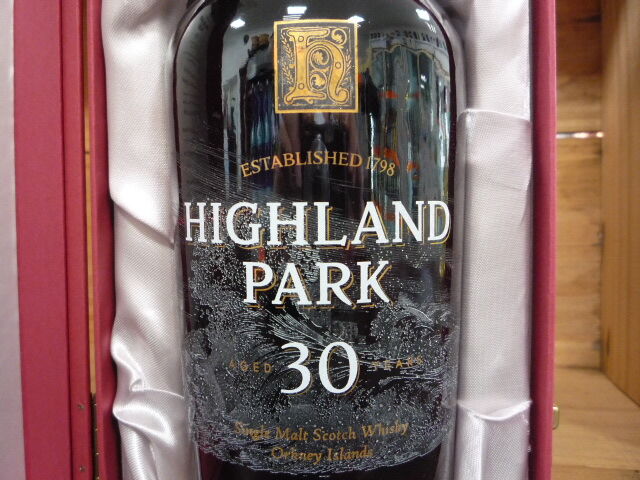 H
ESTABLISHED 1798
HIGHLAND
PARK
AGED 30 YEARS
Single Malt Scotch Whisky
Orkney Islands